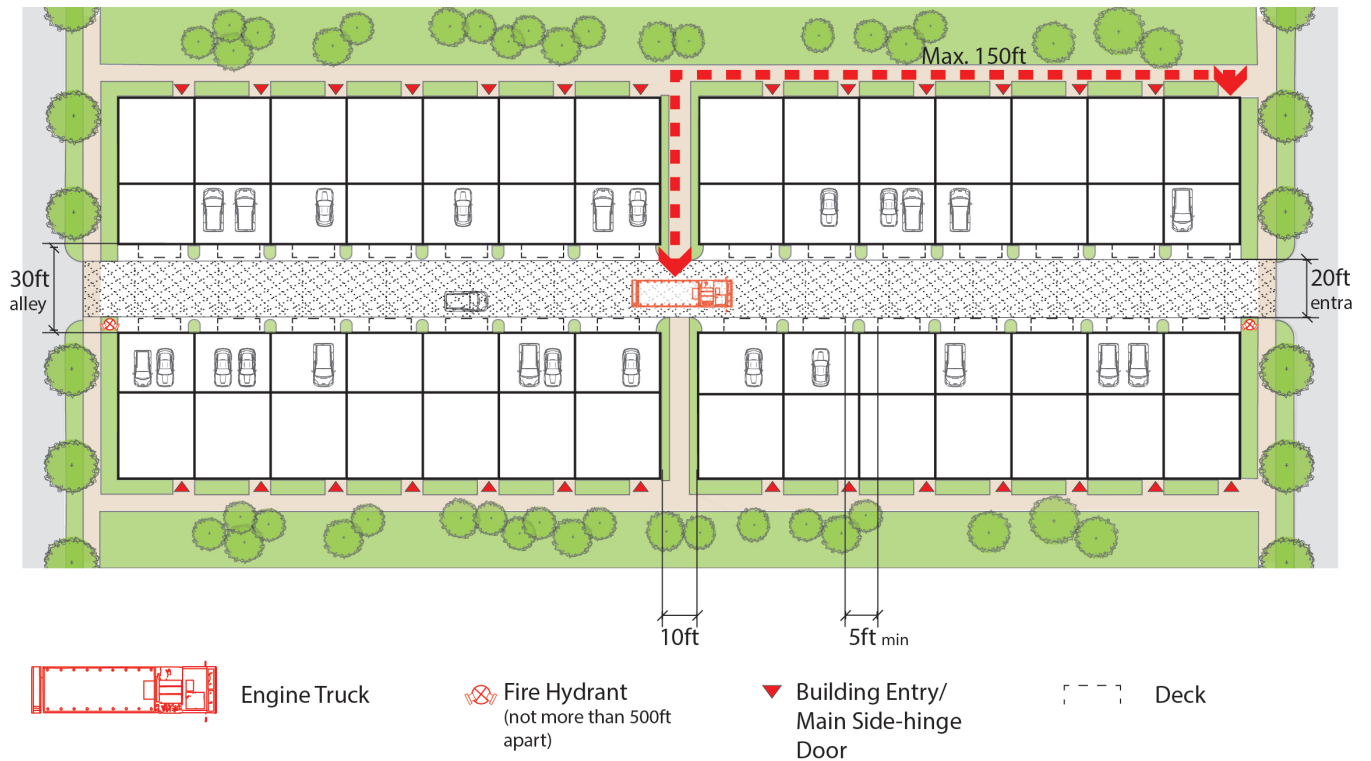 Max. 150ft
30ft
alley
20ft
entra
10ft
5ft min
Engine Truck
Fire Hydrant
(not more than 500ft
apart)
Building Entry/
Main Side-hinge
Door
Deck